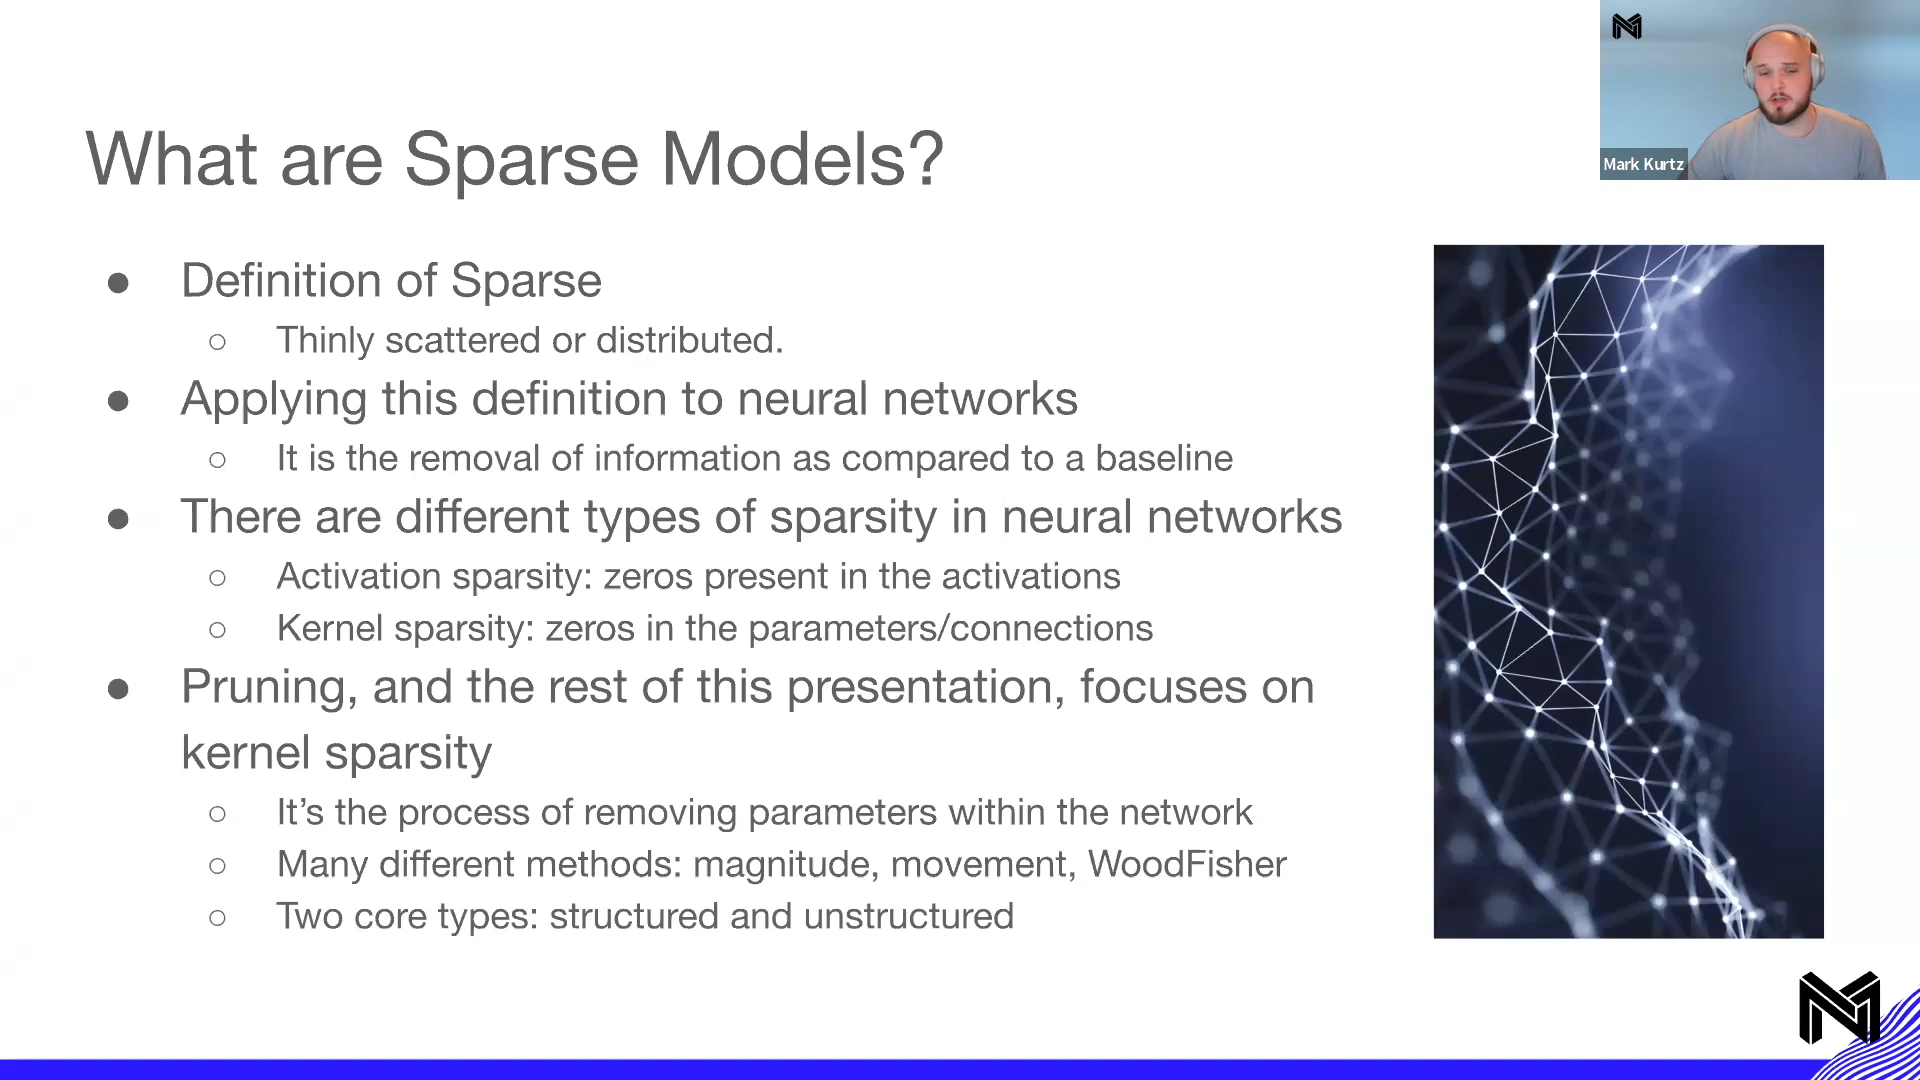 Mark Kurtz
What are Sparse Models?
● Definition of Sparse
○ Thinly scattered or distributed.
● Applying this definition to neural networks
○ It is the removal of information as compared to a baseline
● There are different types of sparsity in neural networks
○ Activation sparsity: zeros present in the activations
○ Kernel sparsity: zeros in the parameters/connections
● Pruning, and the rest of this presentation, focuses on
kernel sparsity
○ It’s the process of removing parameters within the network
○ Many different methods: magnitude, movement, WoodFisher
○ Two core types: structured and unstructured